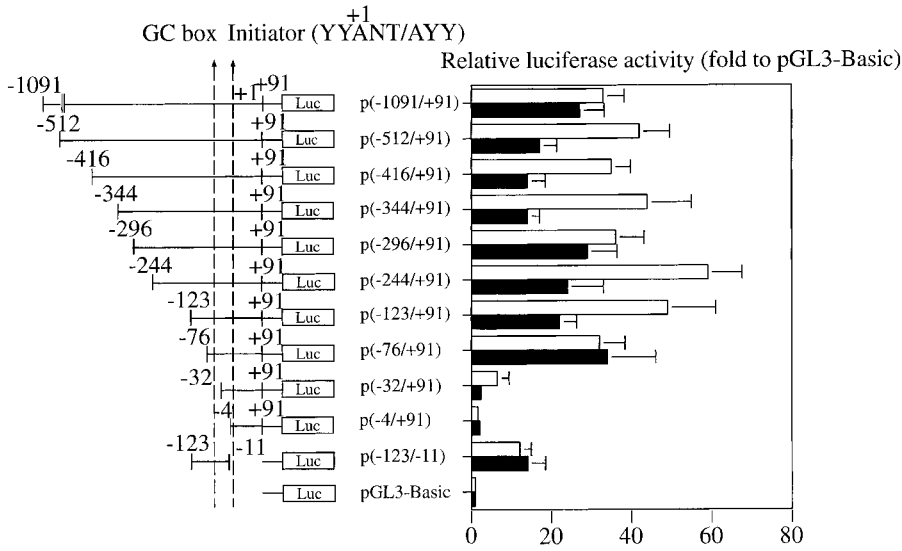 +1
GC box Initiator (YYANT/AYY)
Relative luciferase activity (fold to pGL3-Basic)
-1091 +1 +91 Luc p(-1091/+91)
-512 +91 Luc p(-512/+91)
-416 +91 Luc p(-416/+91)
-344 +91 Luc p(-344/+91)
-296 +91 Luc p(-296/+91)
-244 +91 Luc p(-244/+91)
-123 +91 Luc p(-123/+91)
-76 +91 Luc p(-76/+91)
-32 +91 Luc p(-32/+91)
-4 +91 Luc p(-4/+91)
-123 -11 Luc p(-123/-11)
Luc pGL3-Basic
0 20 40 60 80